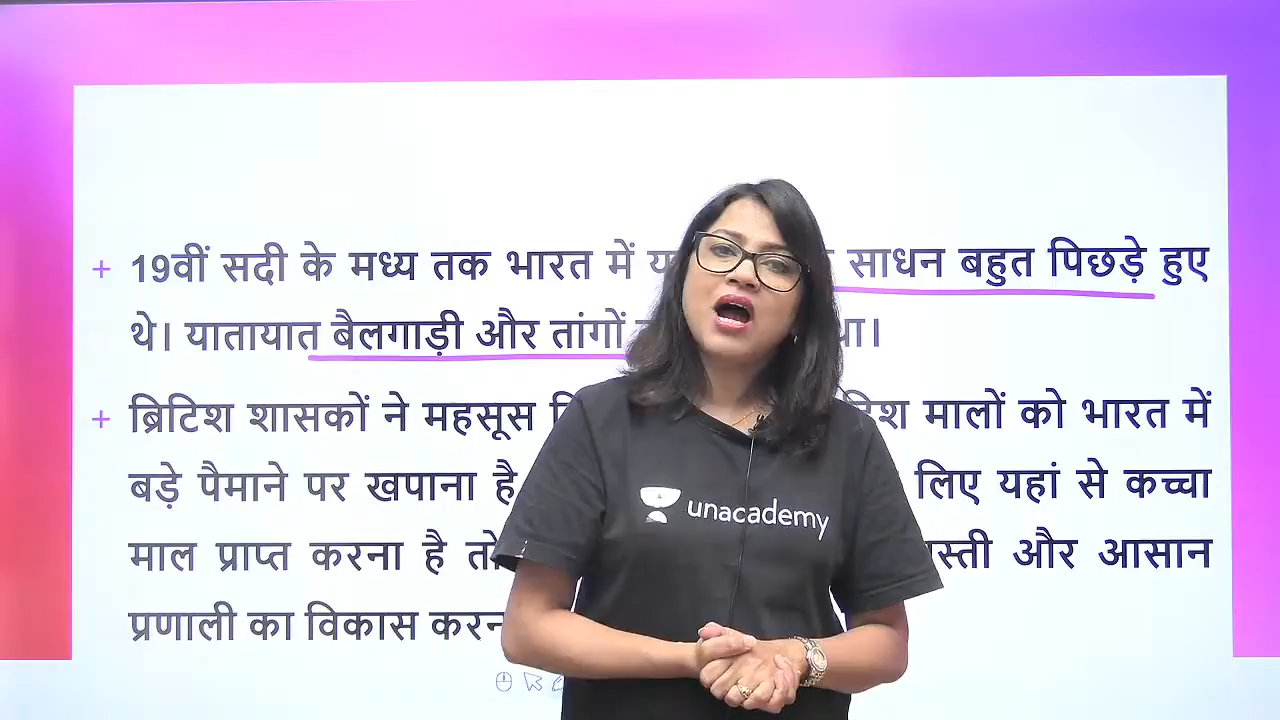 + 19वीं सदी के मध्य तक भारत में साधन बहुत पिछड़े हुए
थे। यातायात बैलगाड़ी और तांगों था।
+ ब्रिटिश शासकों ने महसूस मालों को भारत में
बड़े पैमाने पर खपाना है लिए यहां से कच्चा
माल प्राप्त करना है और आसान
प्रणाली का विकास
unacademy